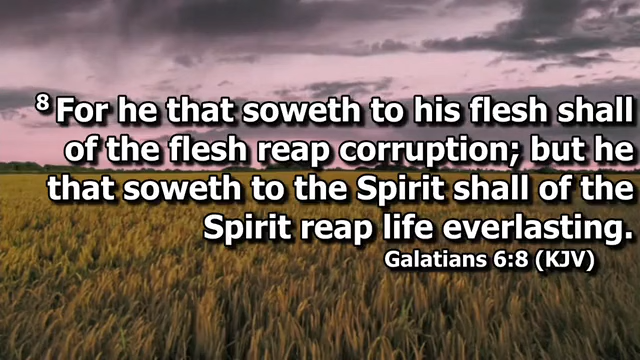 8 For he that soweth to his flesh shall
of the flesh reap corruption; but he
that soweth to the Spirit shall of the
Spirit reap life everlasting.
Galatians 6:8 (KJV)